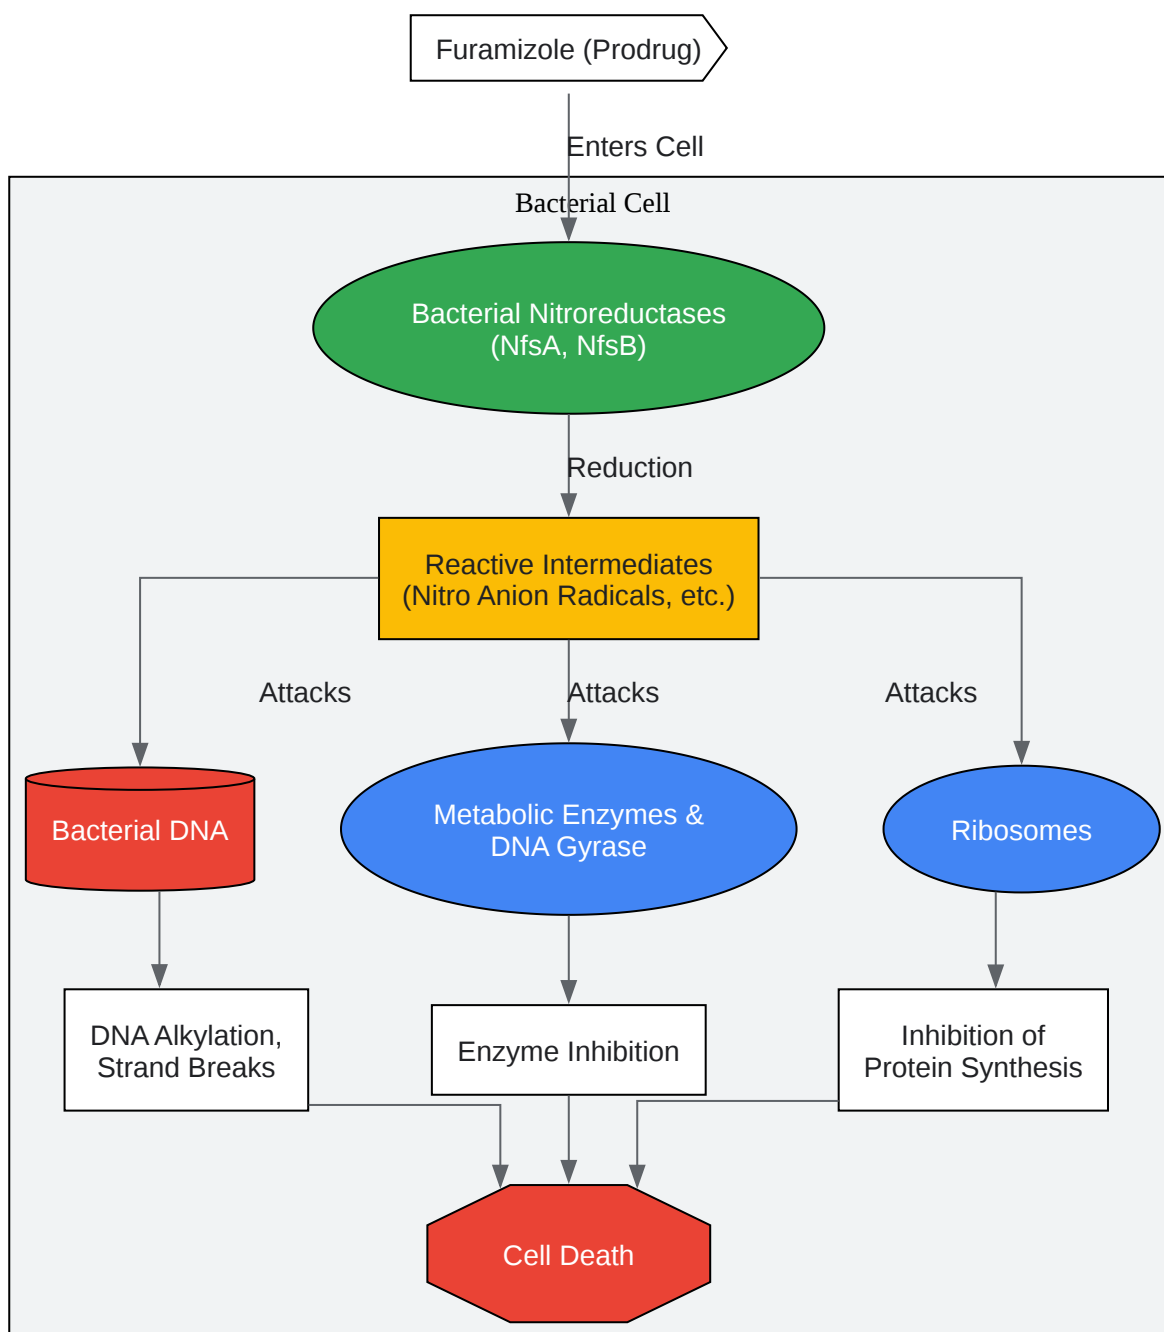 Furamizole (Prodrug)
Enters Cell
Bacterial Cell
Bacterial Nitroreductases
(NfsA, NfsB)
Reduction
Reactive Intermediates
(Nitro Anion Radicals, etc.)
Attacks
Attacks
Attacks
Bacterial DNA
Metabolic Enzymes &
DNA Gyrase
Ribosomes
DNA Alkylation,
Strand Breaks
Enzyme Inhibition
Inhibition of
Protein Synthesis
Cell Death